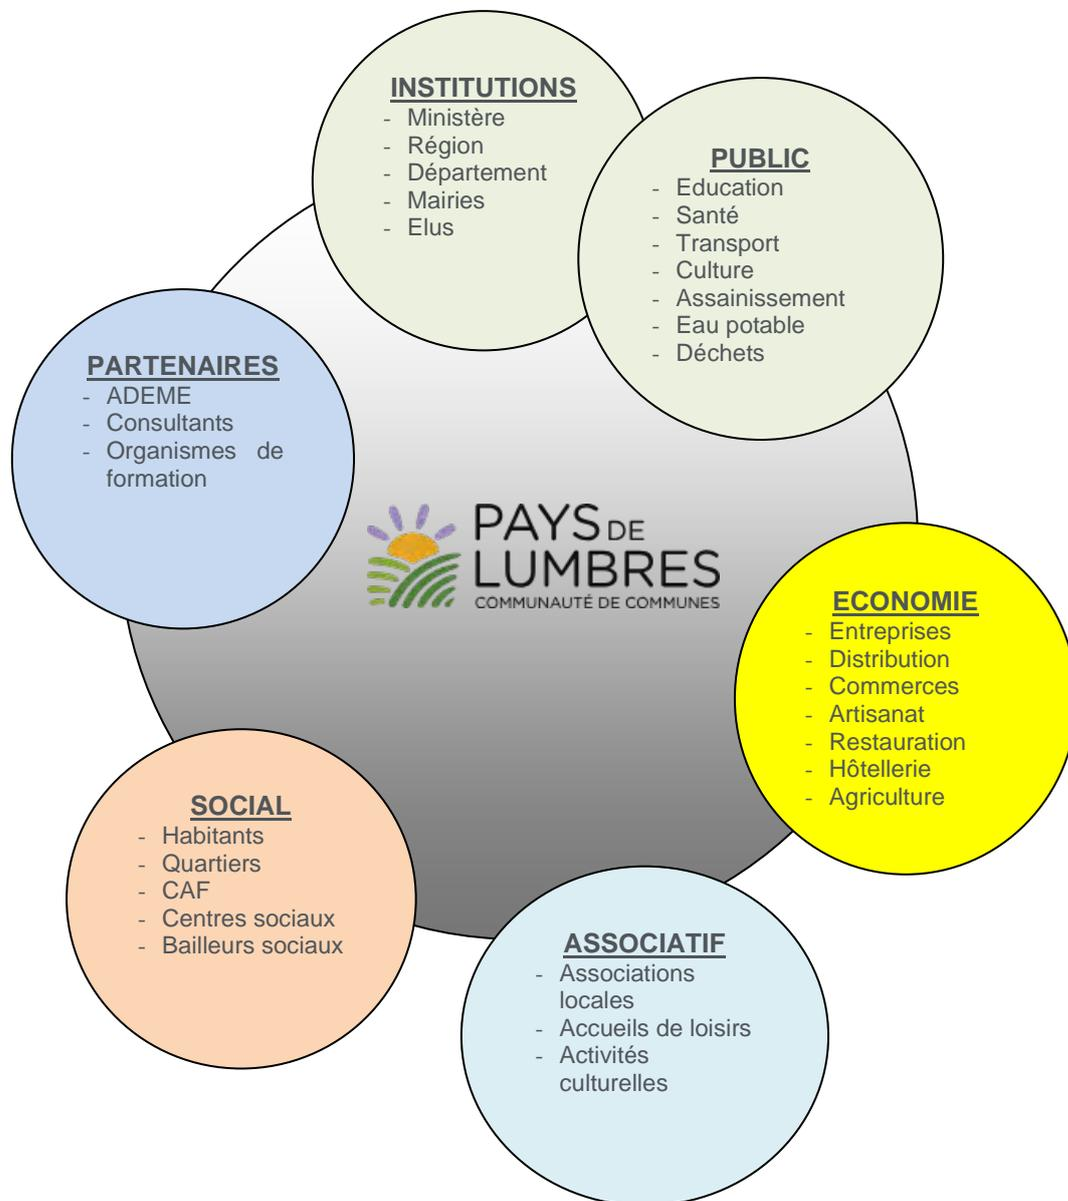 INSTITUTIONS
- Ministère
- Région
- Département
- Mairies
- Elus
PUBLIC
- Education
- Santé
- Transport
- Culture
- Assainissement
- Eau potable
- Déchets
PARTENAIRES
- ADEME
- Consultants
- Organismes de
formation
PAYS DE
LUMBRES
COMMUNAUTÉ DE COMMUNES
ECONOMIE
- Entreprises
- Distribution
- Commerces
- Artisanat
- Restauration
- Hôtellerie
- Agriculture
SOCIAL
- Habitants
- Quartiers
- CAF
- Centres sociaux
- Bailleurs sociaux
ASSOCIATIF
- Associations
locales
- Accueils de loisirs
- Activités
culturelles